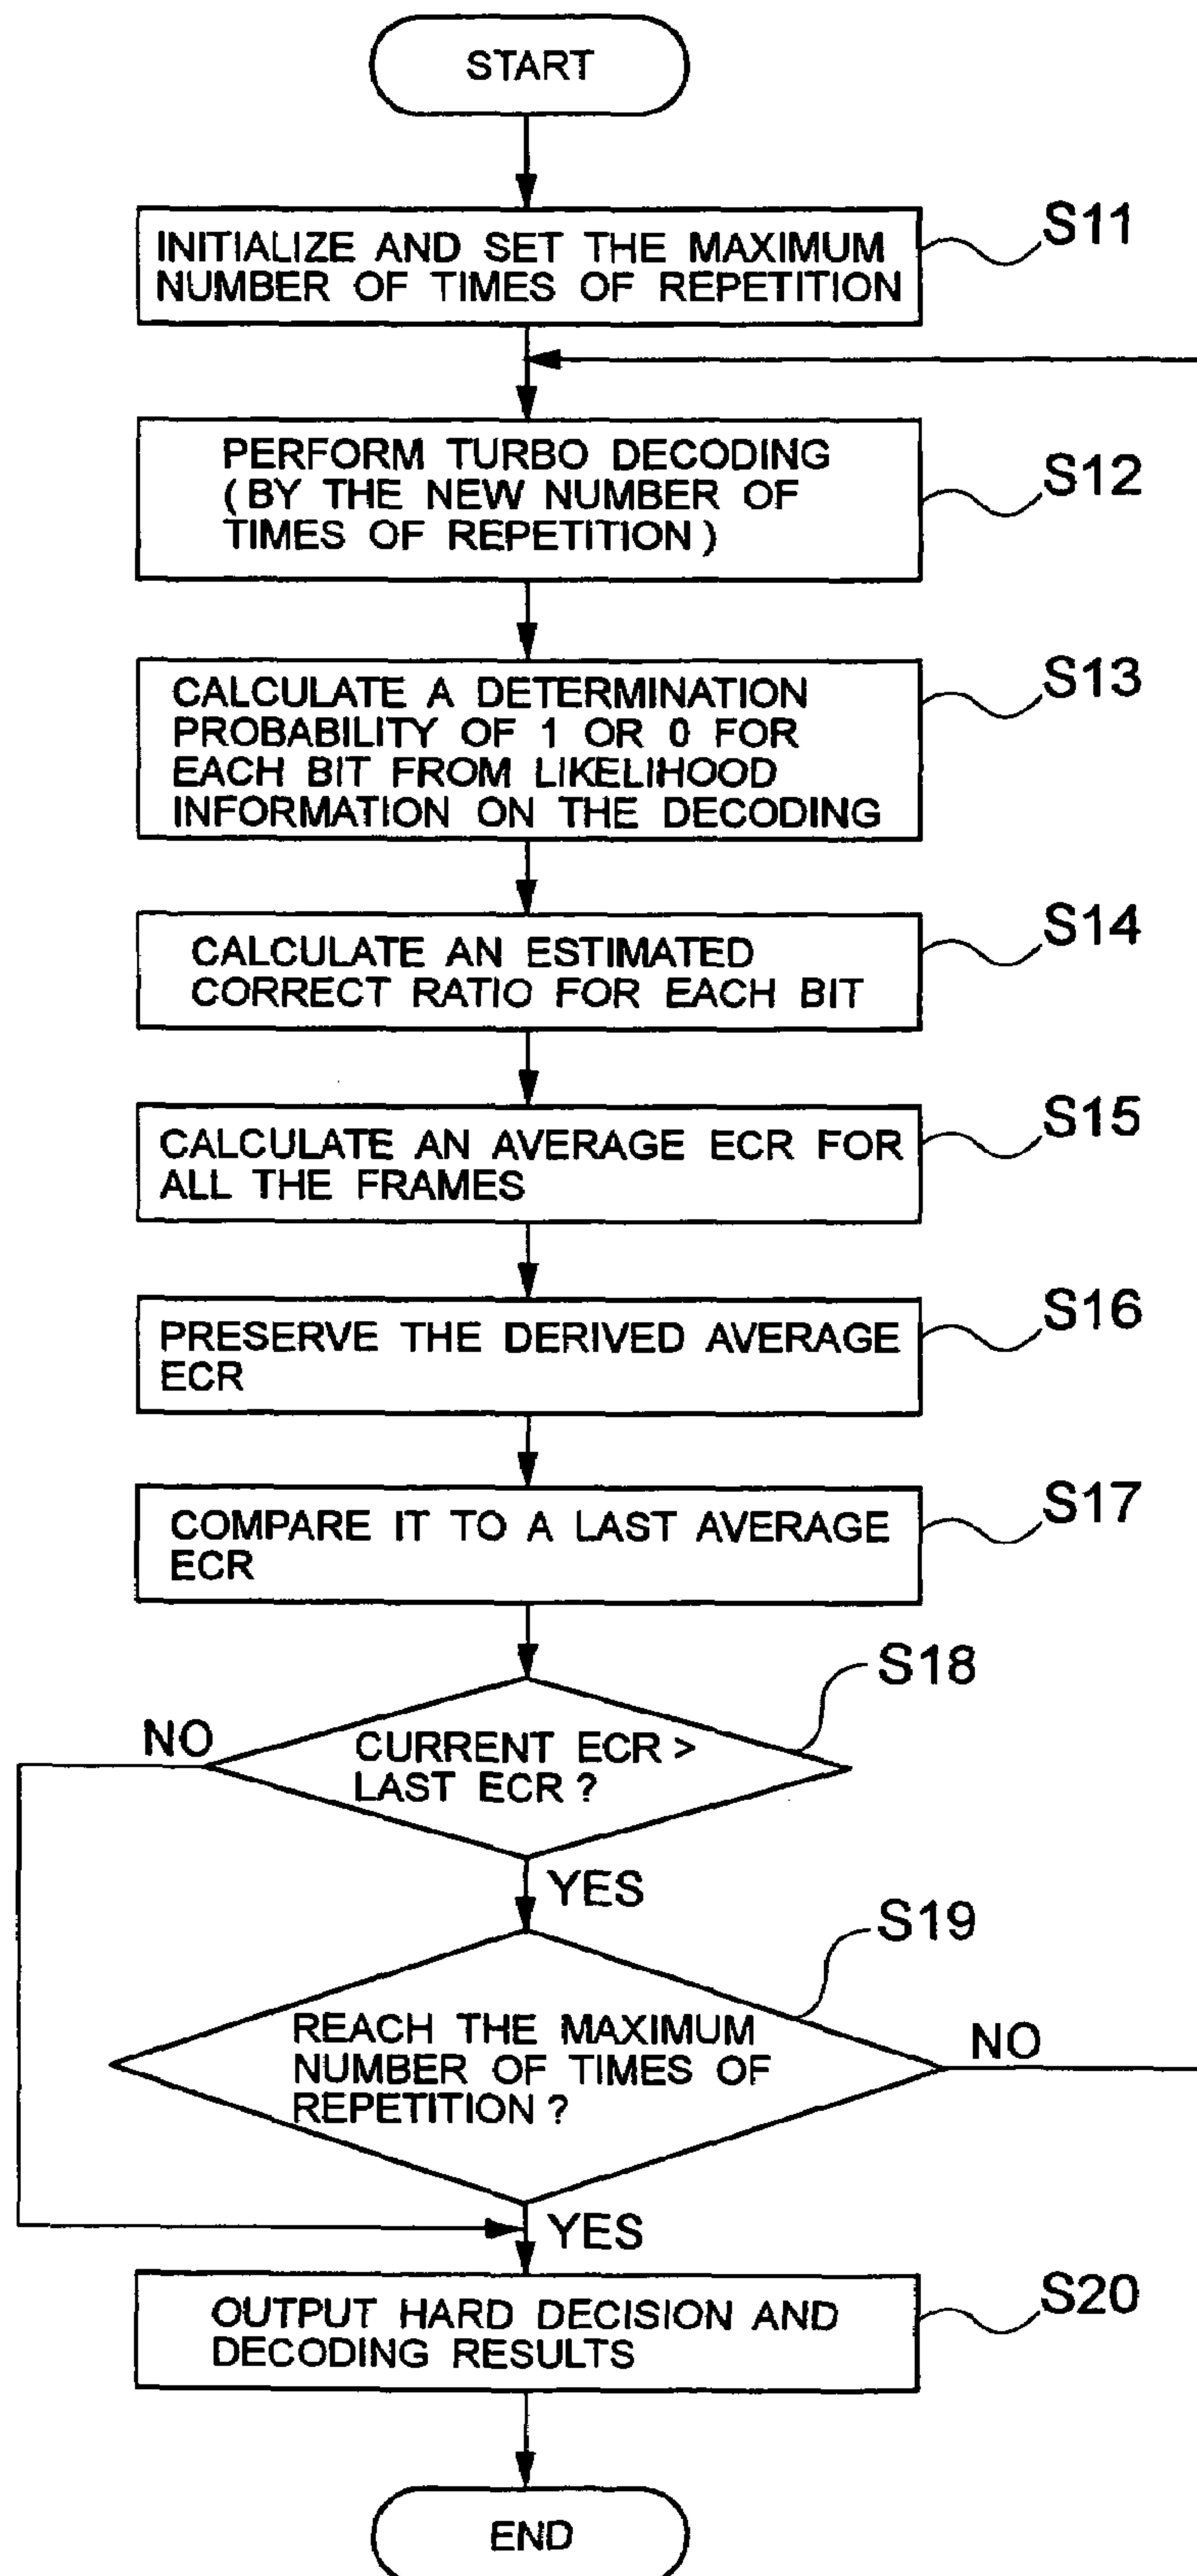 START
INITIALIZE AND SET THE MAXIMUM
NUMBER OF TIMES OF REPETITION
S11
PERFORM TURBO DECODING
(BY THE NEW NUMBER OF
TIMES OF REPETITION)
S12
CALCULATE A DETERMINATION
PROBABILITY OF 1 OR 0 FOR
EACH BIT FROM LIKELIHOOD
INFORMATION ON THE DECODING
S13
CALCULATE AN ESTIMATED
CORRECT RATIO FOR EACH BIT
S14
CALCULATE AN AVERAGE ECR FOR
ALL THE FRAMES
S15
PRESERVE THE DERIVED AVERAGE
ECR
S16
COMPARE IT TO A LAST AVERAGE
ECR
S17
S18
NO
CURRENT ECR >
LAST ECR ?
YES
S19
REACH THE MAXIMUM
NUMBER OF TIMES OF
REPETITION ?
NO
YES
OUTPUT HARD DECISION AND
DECODING RESULTS
S20
END